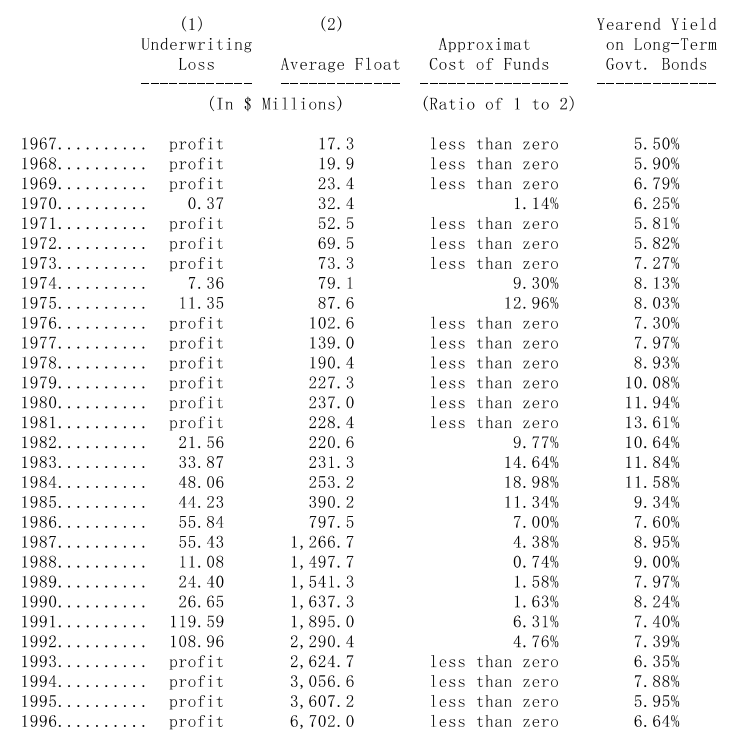 (1) (2) Yearend Yield
Underwriting Approximat on Long-Term
Loss Average Float Cost of Funds Govt. Bonds
------------ ------------- ---------------- -------------
(In $ Millions) (Ratio of 1 to 2)
1967.......... profit 17.3 less than zero 5.50%
1968.......... profit 19.9 less than zero 5.90%
1969.......... profit 23.4 less than zero 6.79%
1970.......... 0.37 32.4 1.14% 6.25%
1971.......... profit 52.5 less than zero 5.81%
1972.......... profit 69.5 less than zero 5.82%
1973.......... profit 73.3 less than zero 7.27%
1974.......... 7.36 79.1 9.30% 8.13%
1975.......... 11.35 87.6 12.96% 8.03%
1976.......... profit 102.6 less than zero 7.30%
1977.......... profit 139.0 less than zero 7.97%
1978.......... profit 190.4 less than zero 8.93%
1979.......... profit 227.3 less than zero 10.08%
1980.......... profit 237.0 less than zero 11.94%
1981.......... profit 228.4 less than zero 13.61%
1982.......... 21.56 220.6 9.77% 10.64%
1983.......... 33.87 231.3 14.64% 11.84%
1984.......... 48.06 253.2 18.98% 11.58%
1985.......... 44.23 390.2 11.34% 9.34%
1986.......... 55.84 797.5 7.00% 7.60%
1987.......... 55.43 1,266.7 4.38% 8.95%
1988.......... 11.08 1,497.7 0.74% 9.00%
1989.......... 24.40 1,541.3 1.58% 7.97%
1990.......... 26.65 1,637.3 1.63% 8.24%
1991.......... 119.59 1,895.0 6.31% 7.40%
1992.......... 108.96 2,290.4 4.76% 7.39%
1993.......... profit 2,624.7 less than zero 6.35%
1994.......... profit 3,056.6 less than zero 7.88%
1995.......... profit 3,607.2 less than zero 5.95%
1996.......... profit 6,702.0 less than zero 6.64%